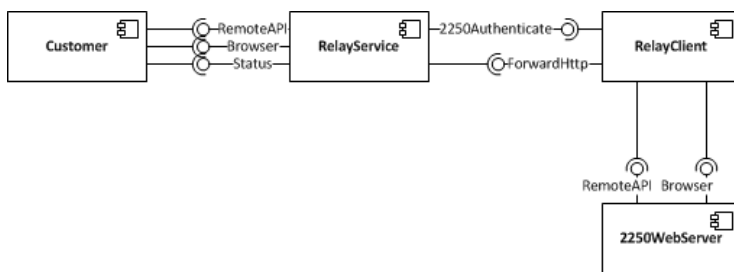 RemoteAPI
2250Authenticate
Customer
Browser
RelayService
RelayClient
Status
ForwardHttp
RemoteAPI
Browser
2250WebServer